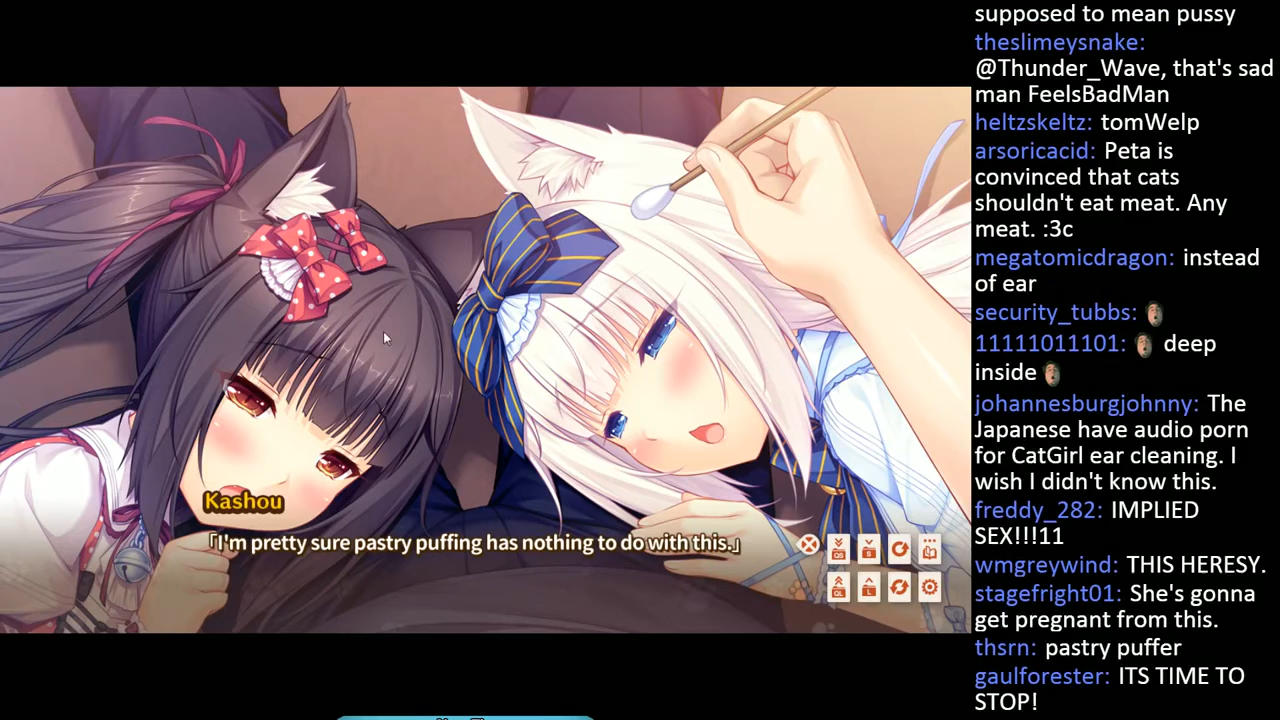 Kashou
「I'm pretty sure pastry puffing has nothing to do with this.」
QS
S
QL
L
supposed to mean pussy
theslimeysnake:
@Thunder_Wave, that's sad
man FeelsBadMan
heltzskeltz: tomWelp
arsoricacid: Peta is
convinced that cats
shouldn't eat meat. Any
meat. :3c
megatomicdragon: instead
of ear
security_tubbs:
11111011101: deep
inside
johannesburgjohnny: The
Japanese have audio porn
for CatGirl ear cleaning. I
wish I didn't know this.
freddy_282: IMPLIED
SEX!!!11
wmgreywind: THIS HERESY.
stagefright01: She's gonna
get pregnant from this.
thsrn: pastry puffer
gaulforester: ITS TIME TO
STOP!